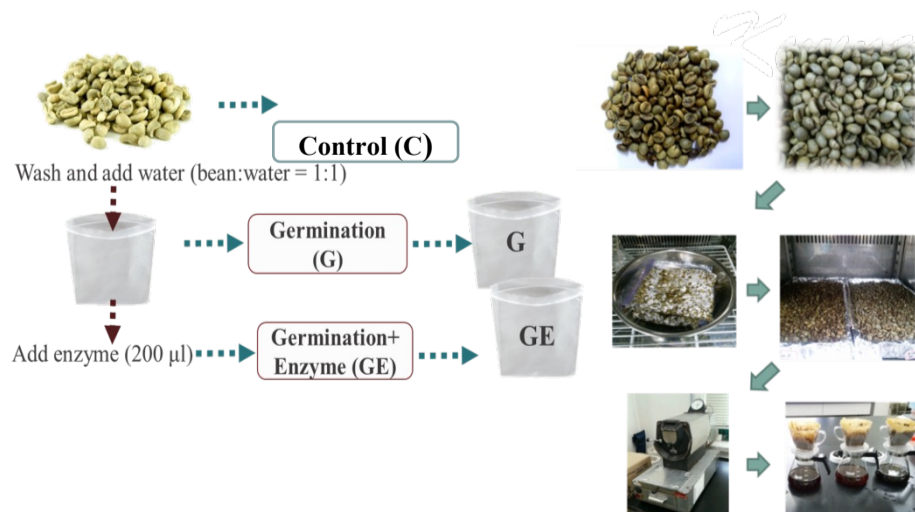 Control (C)
Wash and add water (bean:water = 1:1)
Germination
(G)
G
Add enzyme (200 μl)
Germination+
Enzyme (GE)
GE